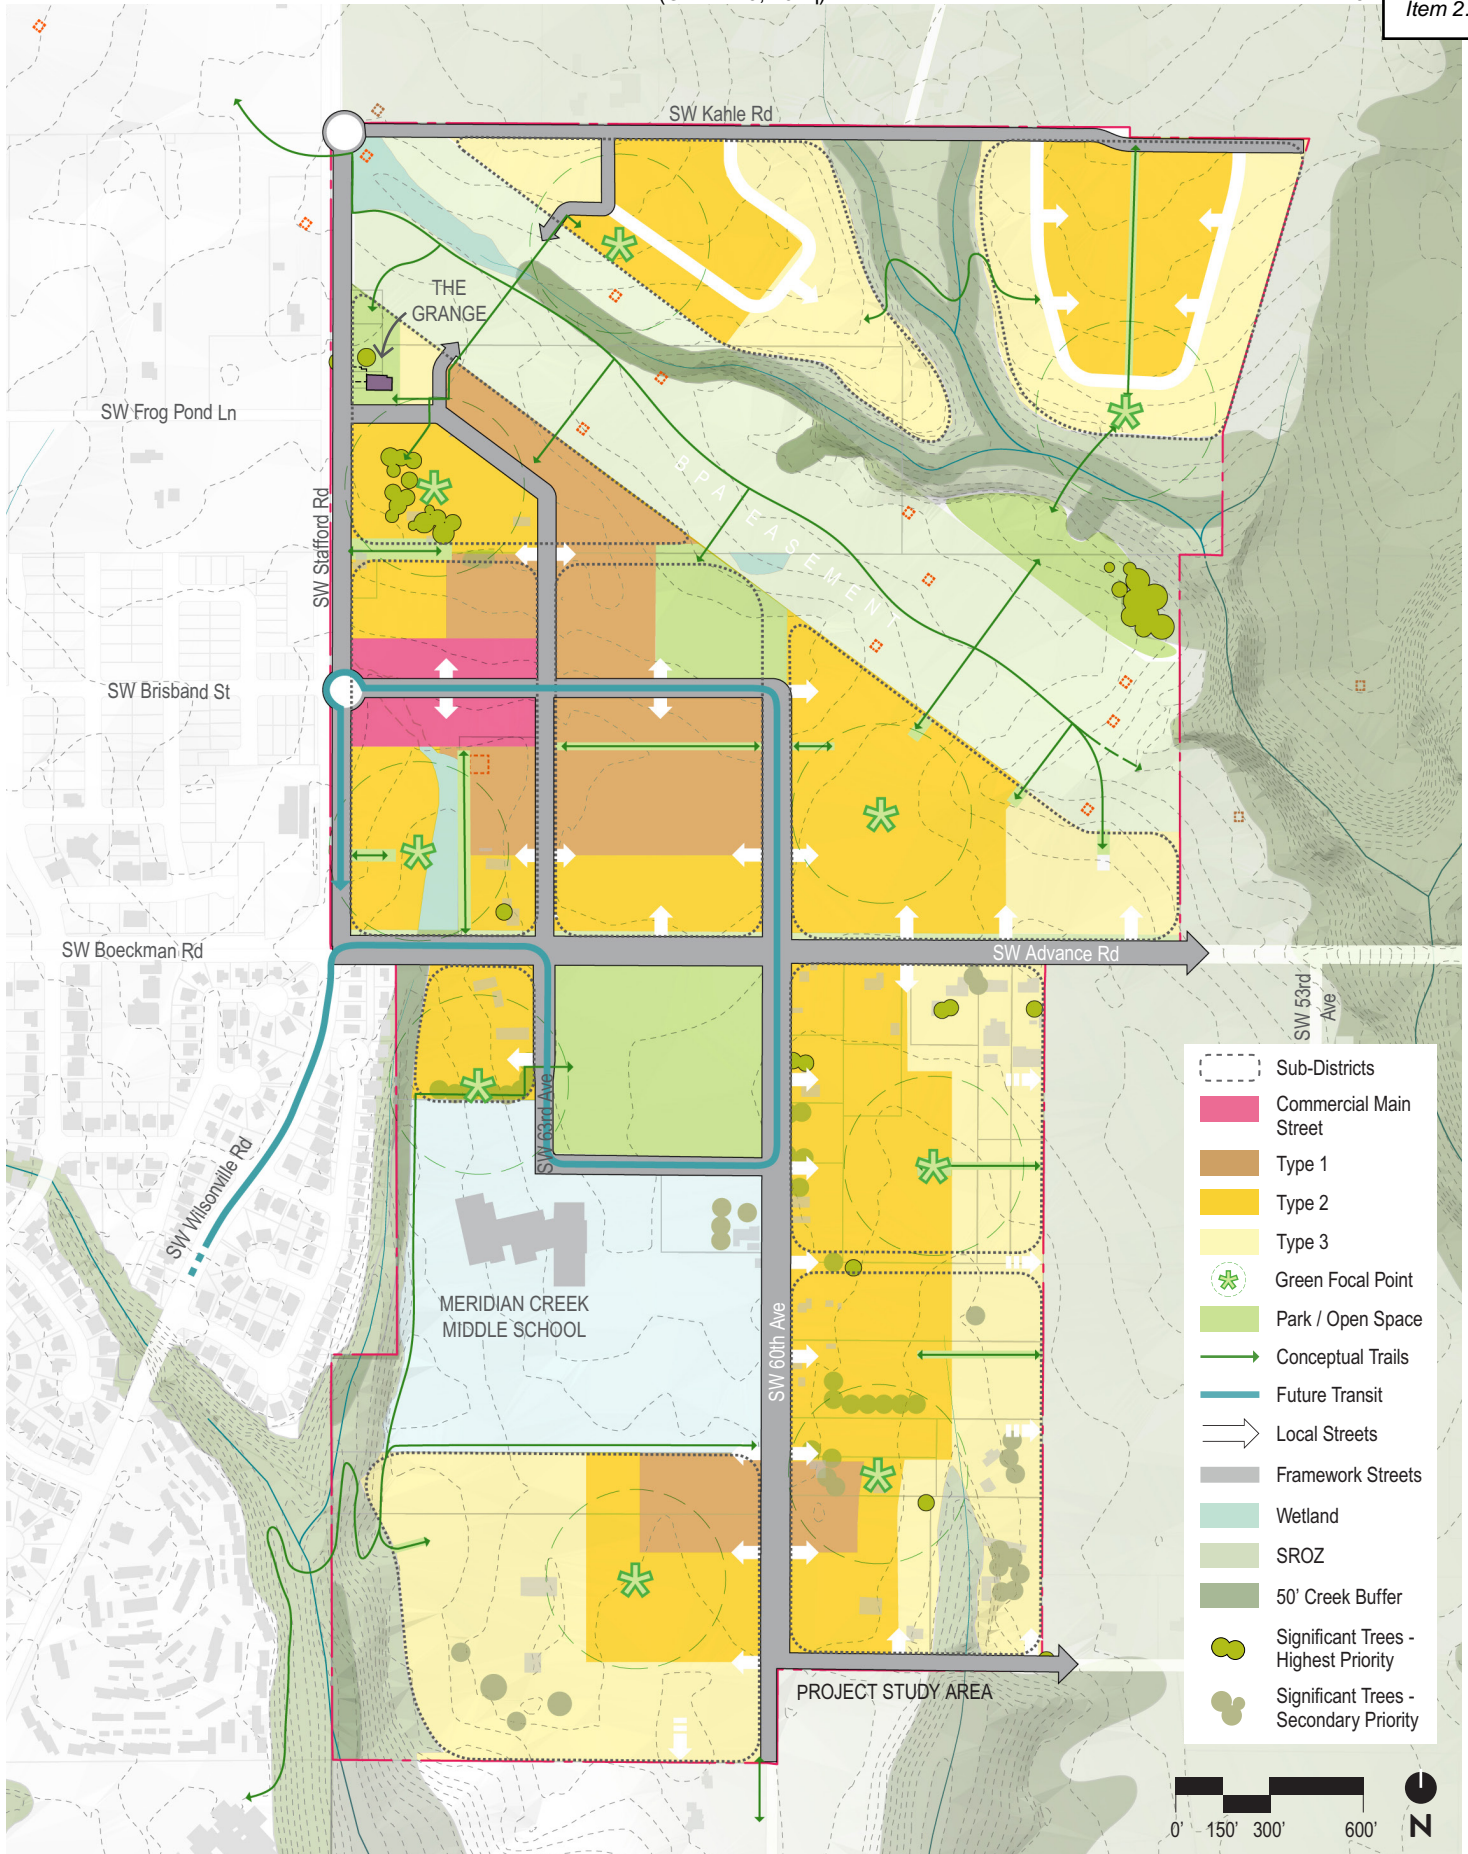 Item 2.
SW Kahle Rd
THE
GRANGE
SW Frog Pond Ln
SW Stafford Rd
BPA EASEMENT
SW Brisband St
SW Boeckman Rd
SW Advance Rd
SW 53rd
Ave
SW 63rd Ave
SW Wilsonville Rd
MERIDIAN CREEK
MIDDLE SCHOOL
SW 60th Ave
PROJECT STUDY AREA
Sub-Districts
Commercial Main
Street
Type 1
Type 2
Type 3
Green Focal Point
Park / Open Space
Conceptual Trails
Future Transit
Local Streets
Framework Streets
Wetland
SROZ
50' Creek Buffer
Significant Trees -
Highest Priority
Significant Trees -
Secondary Priority
0' 150' 300' 600'
N